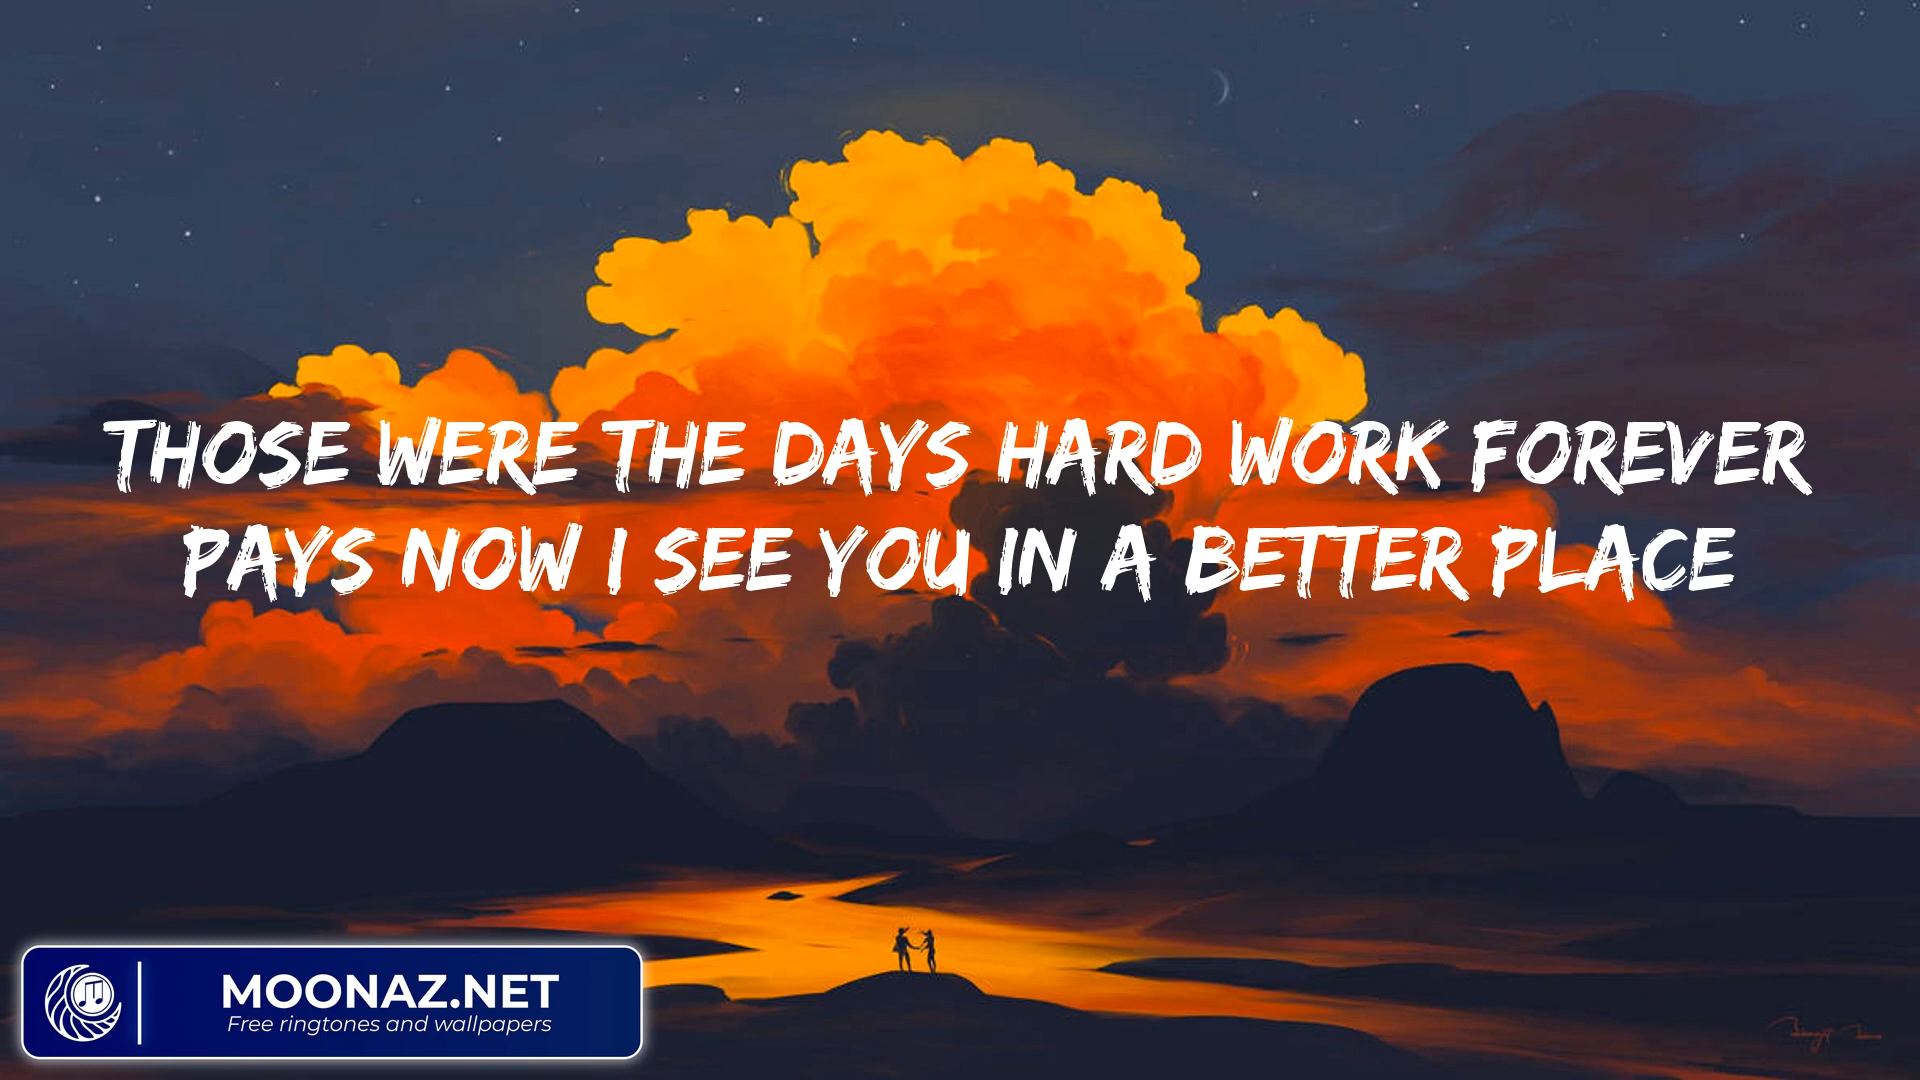 THOSE WERE THE DAYS HARD WORK FOREVER
PAYS NOW I SEE YOU IN A BETTER PLACE
MOONAZ.NET
Free ringtones and wallpapers